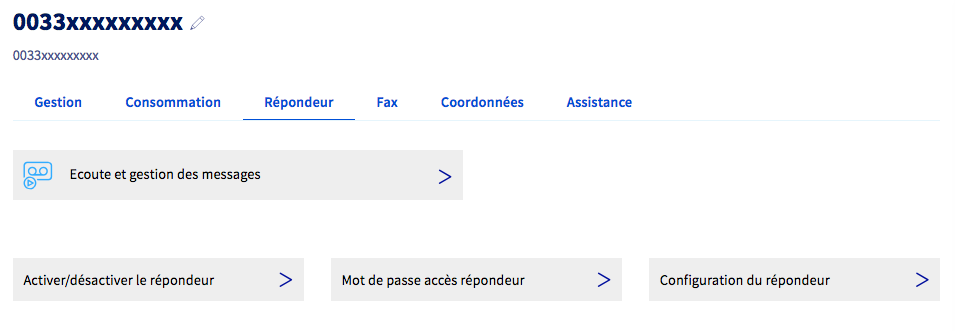 0033xxxxxxxxx
0033xxxxxxxxx
Gestion Consommation Répondeur Fax Coordonnées Assistance
Ecoute et gestion des messages
Activer/désactiver le répondeur Mot de passe accès répondeur Configuration du répondeur